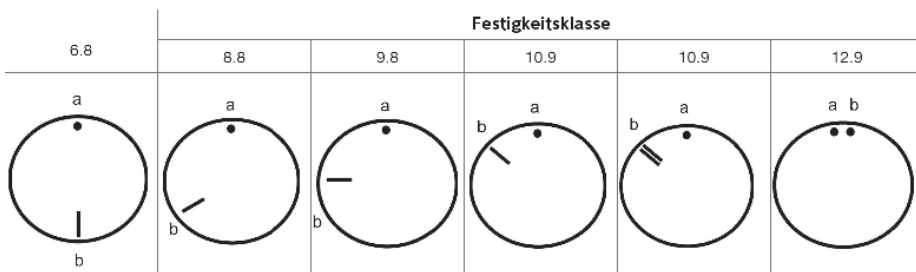 Festigkeitsklasse
6.8 8.8 9.8 10.9 10.9 12.9
a a a a a a b
b b
b b b
b